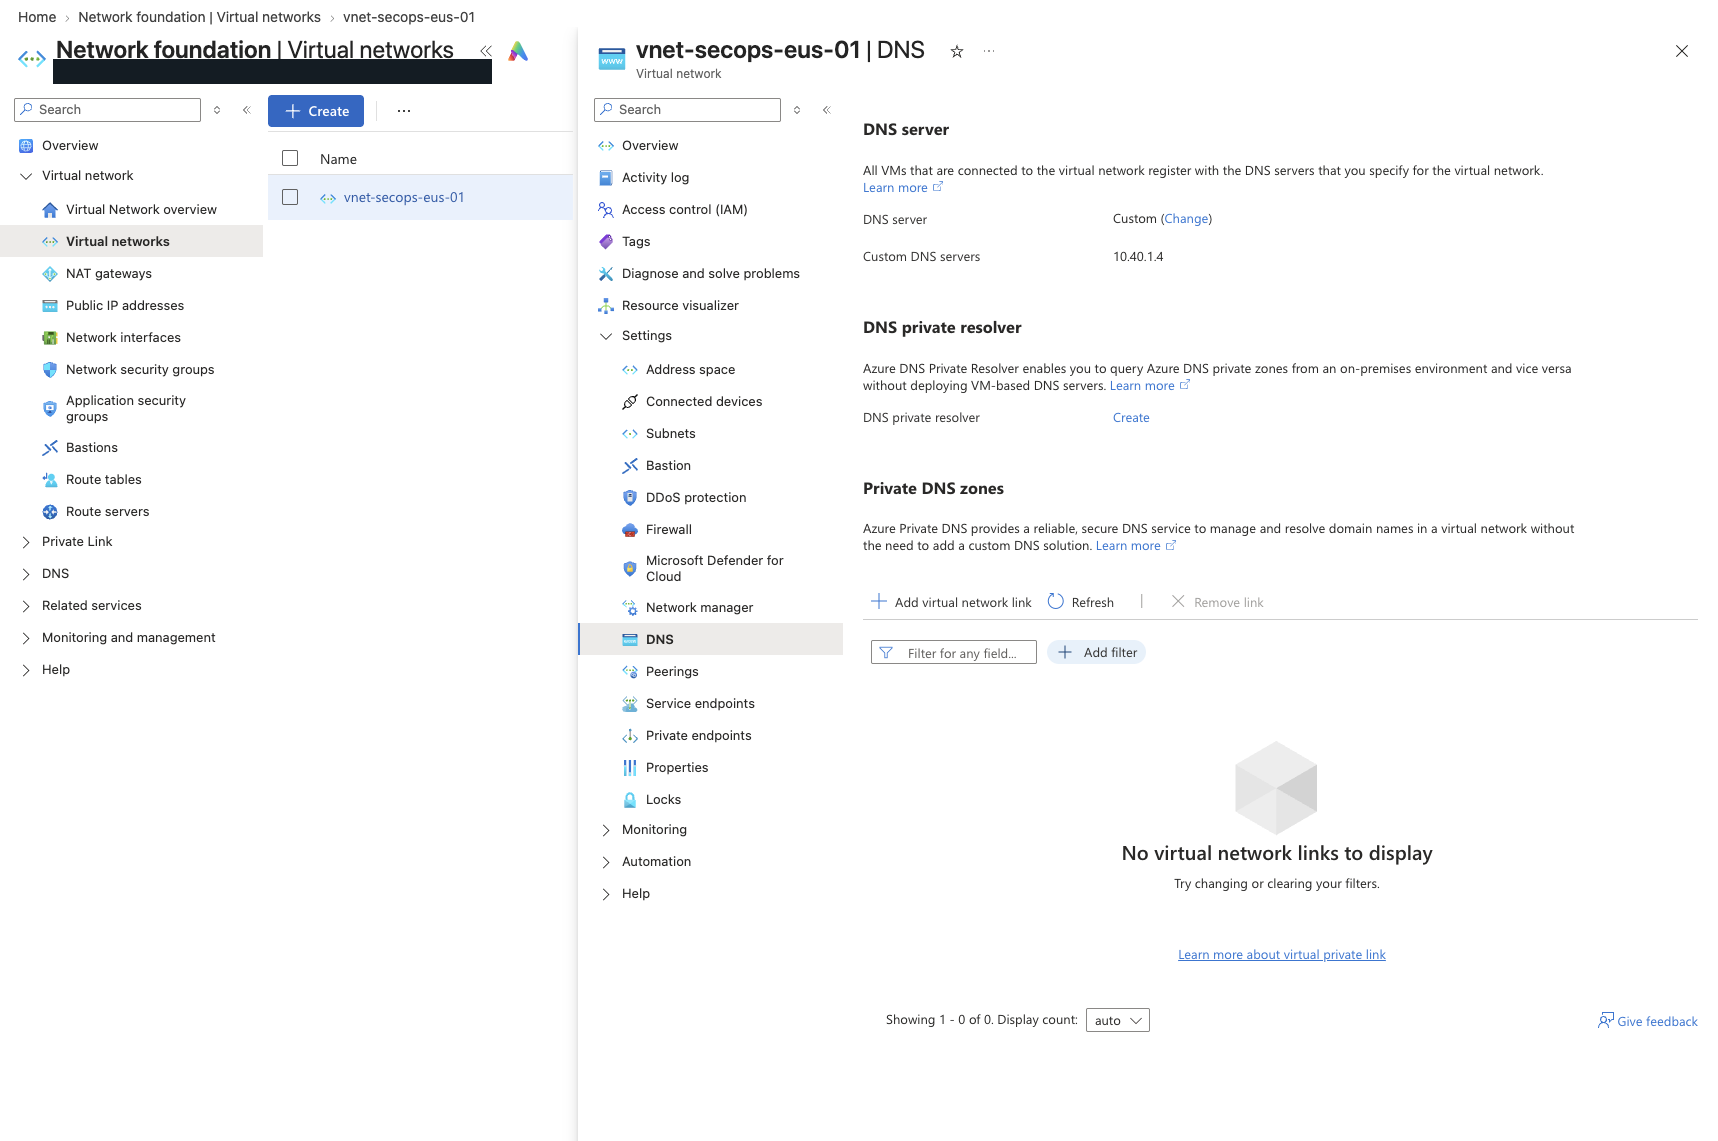 Home › Network foundation | Virtual networks › vnet-secops-eus-01
Network foundation | Virtual networks
Search
Overview
Virtual network
Virtual Network overview
Virtual networks
NAT gateways
Public IP addresses
Network interfaces
Network security groups
Application security
groups
Bastions
Route tables
Route servers
Private Link
DNS
Related services
Monitoring and management
Help
Create
Name
vnet-secops-eus-01
vnet-secops-eus-01 | DNS
Virtual network
Search
Overview
Activity log
Access control (IAM)
Tags
Diagnose and solve problems
Resource visualizer
Settings
Address space
Connected devices
Subnets
Bastion
DDoS protection
Firewall
Microsoft Defender for
Cloud
Network manager
DNS
Peerings
Service endpoints
Private endpoints
Properties
Locks
Monitoring
Automation
Help
DNS server
All VMs that are connected to the virtual network register with the DNS servers that you specify for the virtual network.
Learn more
DNS server Custom (Change)
Custom DNS servers 10.40.1.4
DNS private resolver
Azure DNS Private Resolver enables you to query Azure DNS private zones from an on-premises environment and vice versa
without deploying VM-based DNS servers. Learn more
DNS private resolver Create
Private DNS zones
Azure Private DNS provides a reliable, secure DNS service to manage and resolve domain names in a virtual network without
the need to add a custom DNS solution. Learn more
Add virtual network link Refresh | Remove link
Filter for any field... Add filter
No virtual network links to display
Try changing or clearing your filters.
Learn more about virtual private link
Showing 1 - 0 of 0. Display count: auto
Give feedback